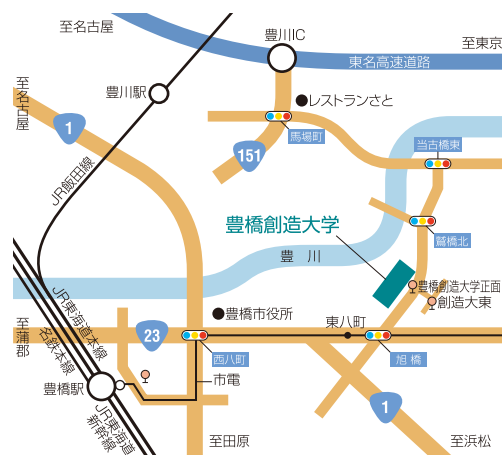 至名古屋
豊川IC
至東京
東名高速道路
至名古屋
豊川駅
レストランさと
1
馬場町
当古橋東
151
JR飯田線
豊橋創造大学
鷲橋北
豊川
豊橋創造大学正面
創造大東
JR東海道本線
名鉄本線
豊橋市役所
至蒲郡
23
東八町
西八町
旭橋
豊橋駅
市電
1
JR東海道
新幹線
至田原
至浜松